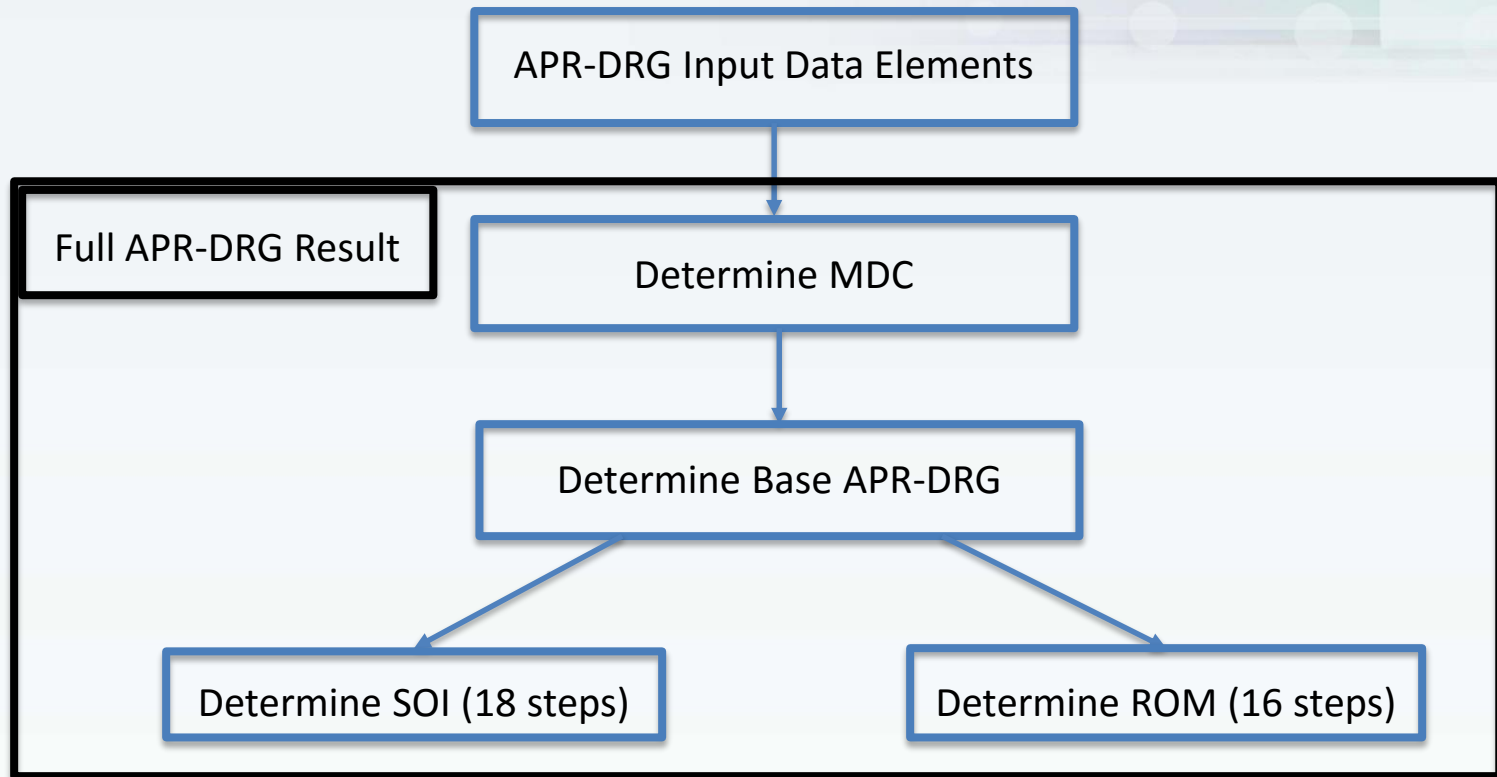 APR-DRG Input Data Elements
Full APR-DRG Result
Determine MDC
Determine Base APR-DRG
Determine SOI (18 steps)
Determine ROM (16 steps)